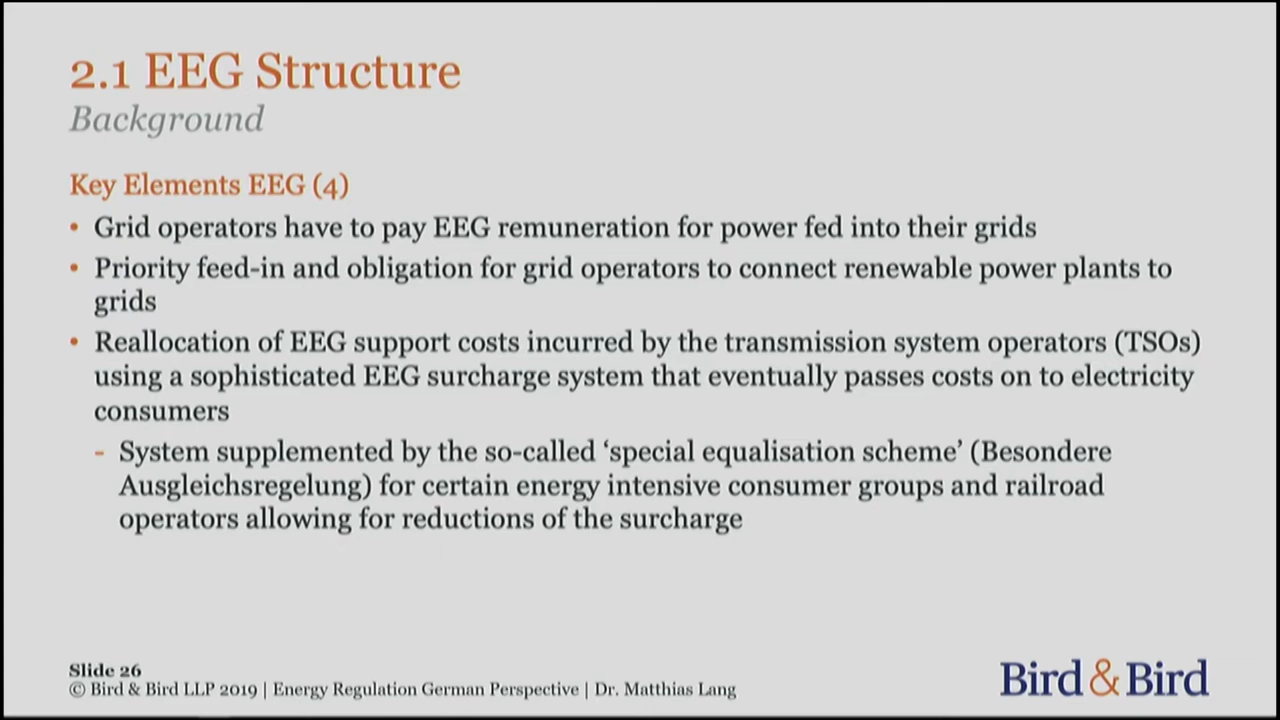 2.1 EEG Structure
Background
Key Elements EEG (4)
• Grid operators have to pay EEG remuneration for power fed into their grids
• Priority feed-in and obligation for grid operators to connect renewable power plants to
grids
• Reallocation of EEG support costs incurred by the transmission system operators (TSOs)
using a sophisticated EEG surcharge system that eventually passes costs on to electricity
consumers
- System supplemented by the so-called ‘special equalisation scheme’ (Besondere
Ausgleichsregelung) for certain energy intensive consumer groups and railroad
operators allowing for reductions of the surcharge
Slide 26
© Bird & Bird LLP 2019 | Energy Regulation German Perspective | Dr. Matthias Lang
Bird & Bird